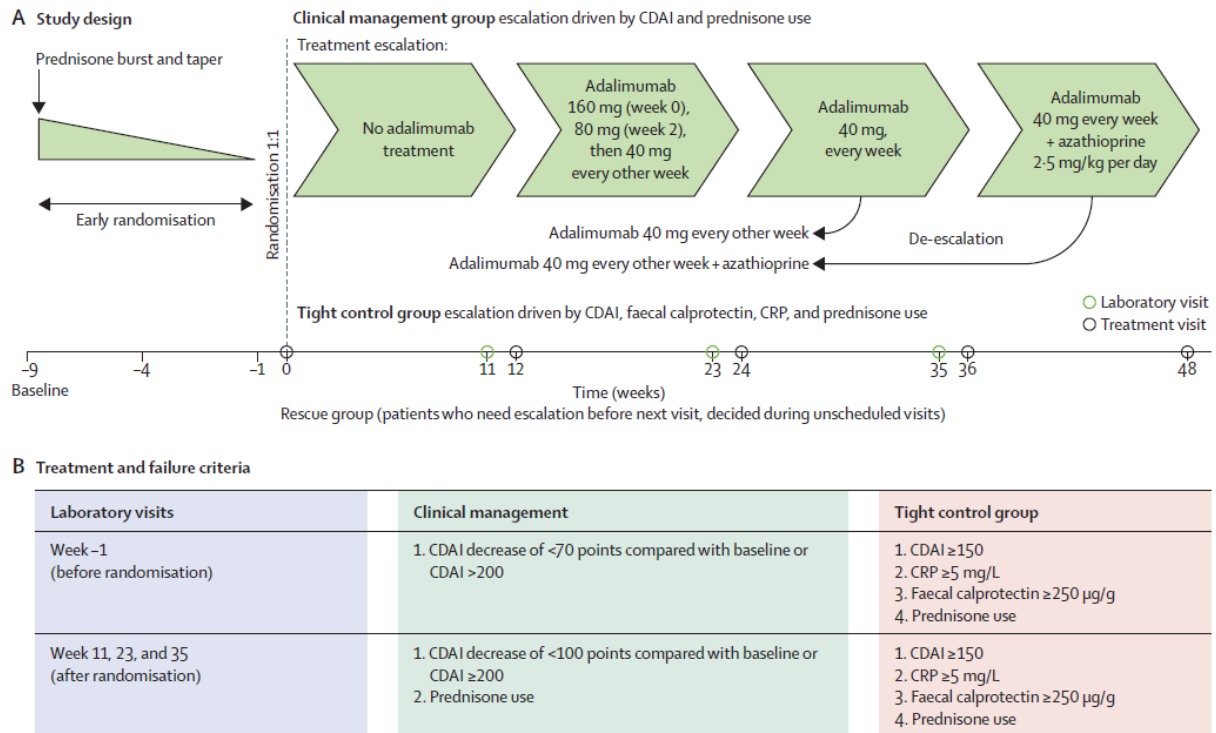 A Study design
Clinical management group escalation driven by CDAI and prednisone use
Treatment escalation:
Prednisone burst and taper
Early randomisation
Randomisation 1:1
No adalimumab
treatment
Adalimumab
160 mg (week 0),
80 mg (week 2),
then 40 mg
every other week
Adalimumab
40 mg,
every week
Adalimumab
40 mg every week
+ azathioprine
2·5 mg/kg per day
Adalimumab 40 mg every other week
De-escalation
Adalimumab 40 mg every other week + azathioprine
Tight control group escalation driven by CDAI, faecal calprotectin, CRP, and prednisone use
Laboratory visit
Treatment visit
–9 –4 –1 0 11 12 23 24 35 36 48
Baseline
Time (weeks)
Rescue group (patients who need escalation before next visit, decided during unscheduled visits)
B Treatment and failure criteria
Laboratory visits Clinical management Tight control group
Week –1
(before randomisation)
1. CDAI decrease of <70 points compared with baseline or
CDAI >200
1. CDAI ≥150
2. CRP ≥5 mg/L
3. Faecal calprotectin ≥250 µg/g
4. Prednisone use
Week 11, 23, and 35
(after randomisation)
1. CDAI decrease of <100 points compared with baseline or
CDAI ≥200
2. Prednisone use
1. CDAI ≥150
2. CRP ≥5 mg/L
3. Faecal calprotectin ≥250 µg/g
4. Prednisone use